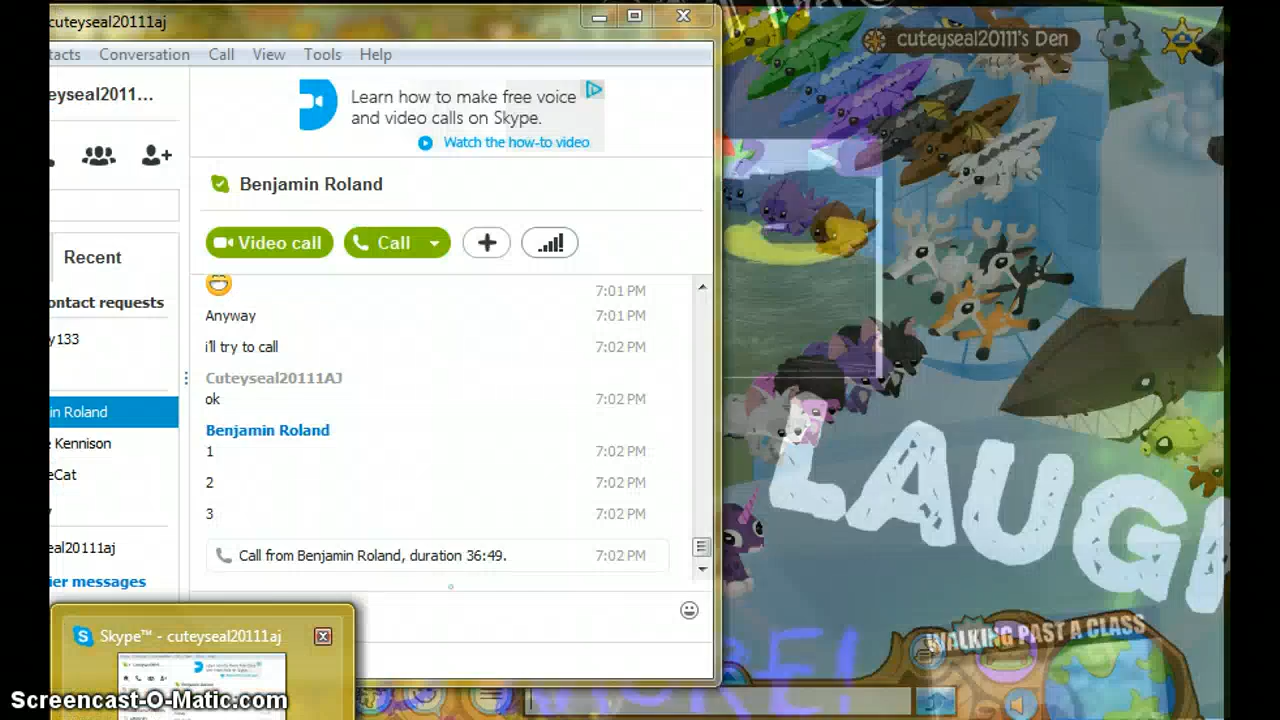 cuteyseal20111aj
tacts Conversation Call View Tools Help
eyseal2011...
Learn how to make free voice
and video calls on Skype.
Watch the how-to video
Benjamin Roland
Video call Call
Recent
ontact requests
y133
in Roland
Kennison
eCat
eal20111aj
ier messages
7:01 PM
Anyway 7:01 PM
i'll try to call 7:02 PM
Cuteyseal20111AJ
ok 7:02 PM
Benjamin Roland
1 7:02 PM
2 7:02 PM
3 7:02 PM
Call from Benjamin Roland, duration 36:49. 7:02 PM
Skype™ - cuteyseal20111aj
Screencast-O-Matic.com
cuteyseal20111's Den
LAUGH
WALKING PAST A CLASS